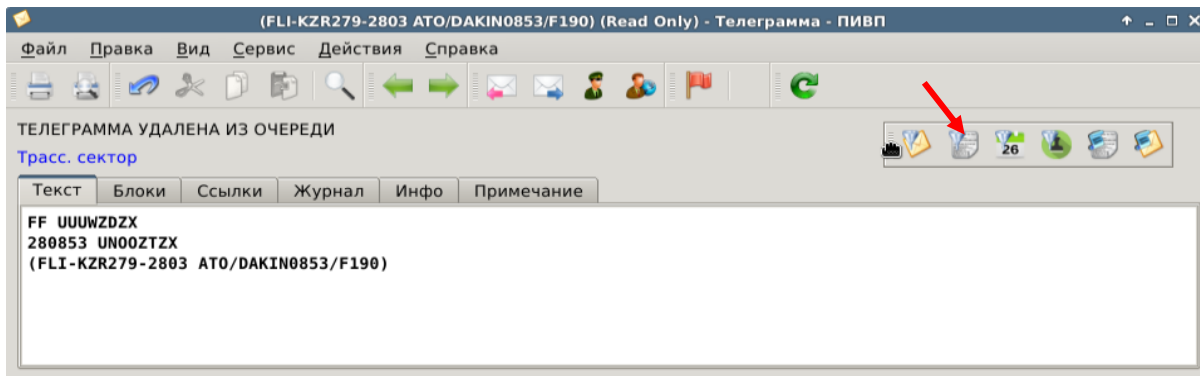 (FLI-KZR279-2803 ATO/DAKIN0853/F190) (Read Only) - Телеграмма - ПИВП
Файл Правка Вид Сервис Действия Справка
ТЕЛЕГРАММА УДАЛЕНА ИЗ ОЧЕРЕДИ
26
Трасс. сектор
Текст Блоки Ссылки Журнал Инфо Примечание
FF UUUWZDZX
280853 UNOOZTZX
(FLI-KZR279-2803 ATO/DAKIN0853/F190)